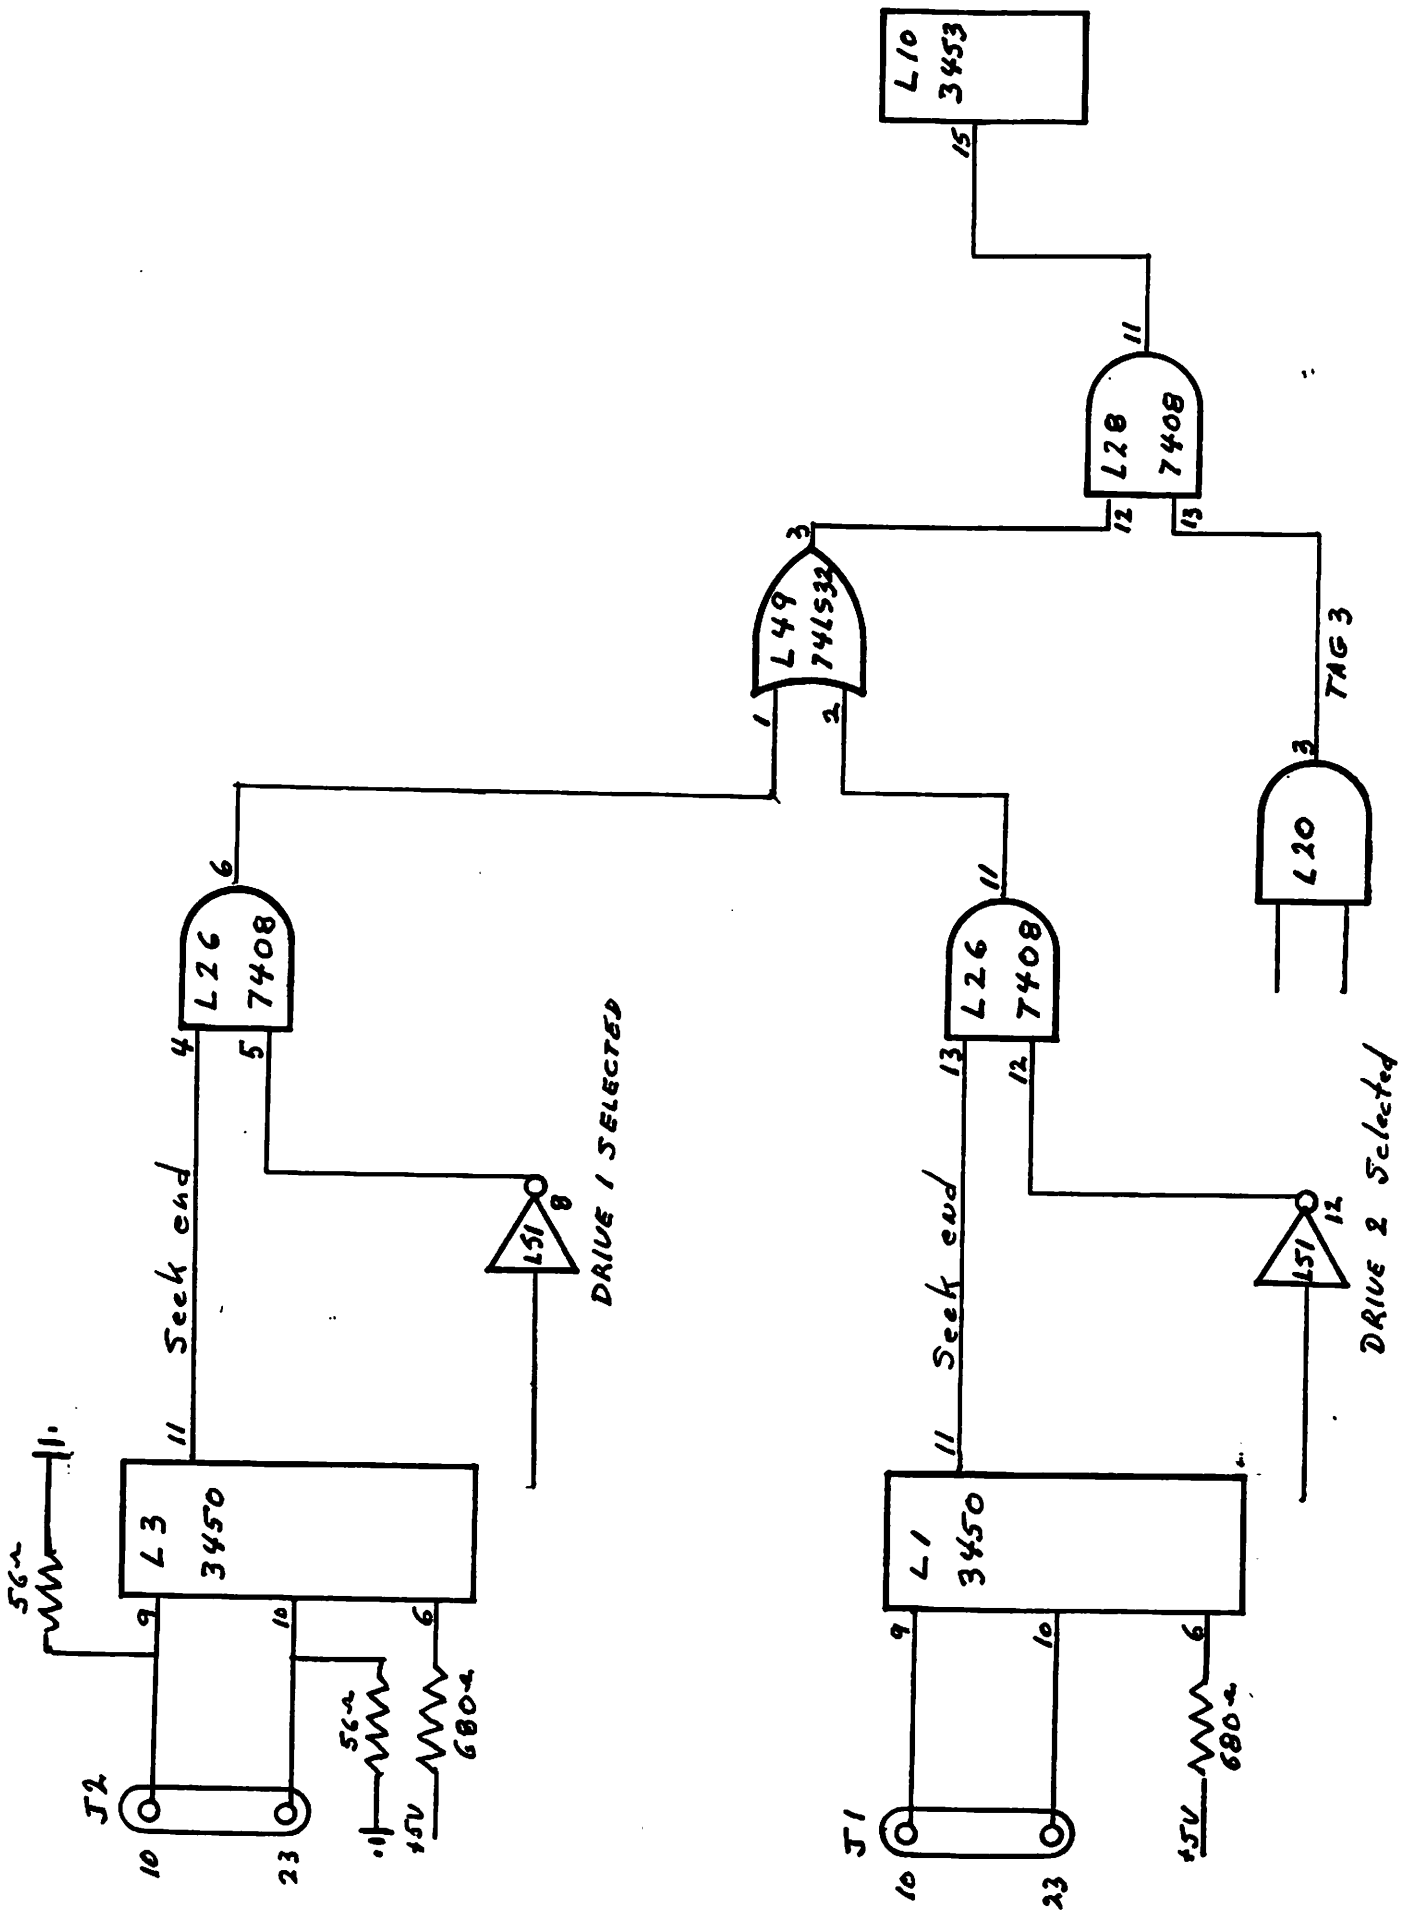 J2
10
23
56Ω
56Ω
+5V
680Ω
9
10
6
L3
3450
11
Seek end
4
5
L26
7408
6
L51
8
DRIVE 1 SELECTED
J1
10
23
+5V
680Ω
9
10
6
L1
3450
11
Seek end
13
12
L26
7408
11
L51
12
DRIVE 2 Selected
1
2
L49
74LS32
3
L20
3
TAG 3
12
13
L28
7408
11
15
L10
3453